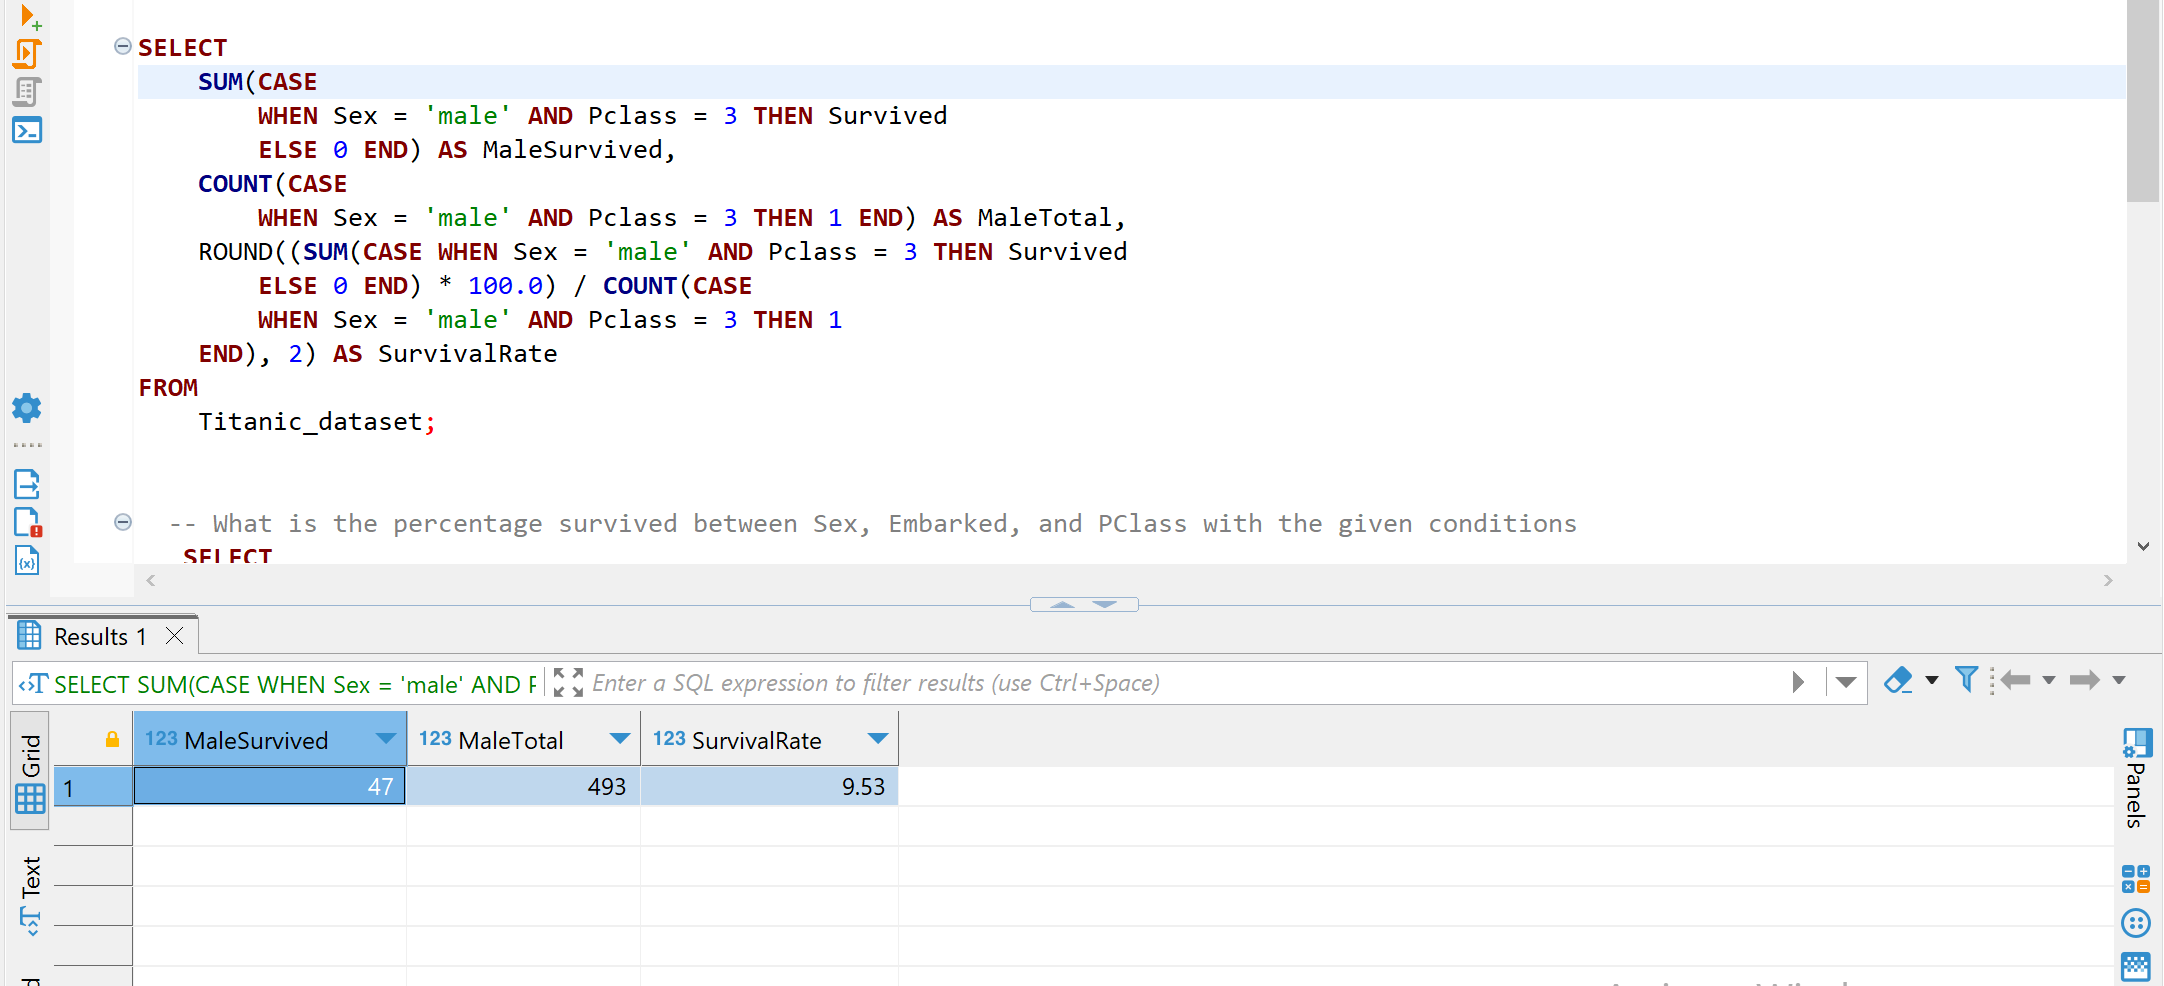 SELECT
SUM(CASE
WHEN Sex = 'male' AND Pclass = 3 THEN Survived
ELSE 0 END) AS MaleSurvived,
COUNT(CASE
WHEN Sex = 'male' AND Pclass = 3 THEN 1 END) AS MaleTotal,
ROUND((SUM(CASE WHEN Sex = 'male' AND Pclass = 3 THEN Survived
ELSE 0 END) * 100.0) / COUNT(CASE
WHEN Sex = 'male' AND Pclass = 3 THEN 1
END), 2) AS SurvivalRate
FROM
Titanic_dataset;
-- What is the percentage survived between Sex, Embarked, and PClass with the given conditions
SELECT
Results 1
SELECT SUM(CASE WHEN Sex = 'male' AND
Enter a SQL expression to filter results (use Ctrl+Space)
Grid
123 MaleSurvived 123 MaleTotal 123 SurvivalRate
1 47 493 9.53
Text
Panels